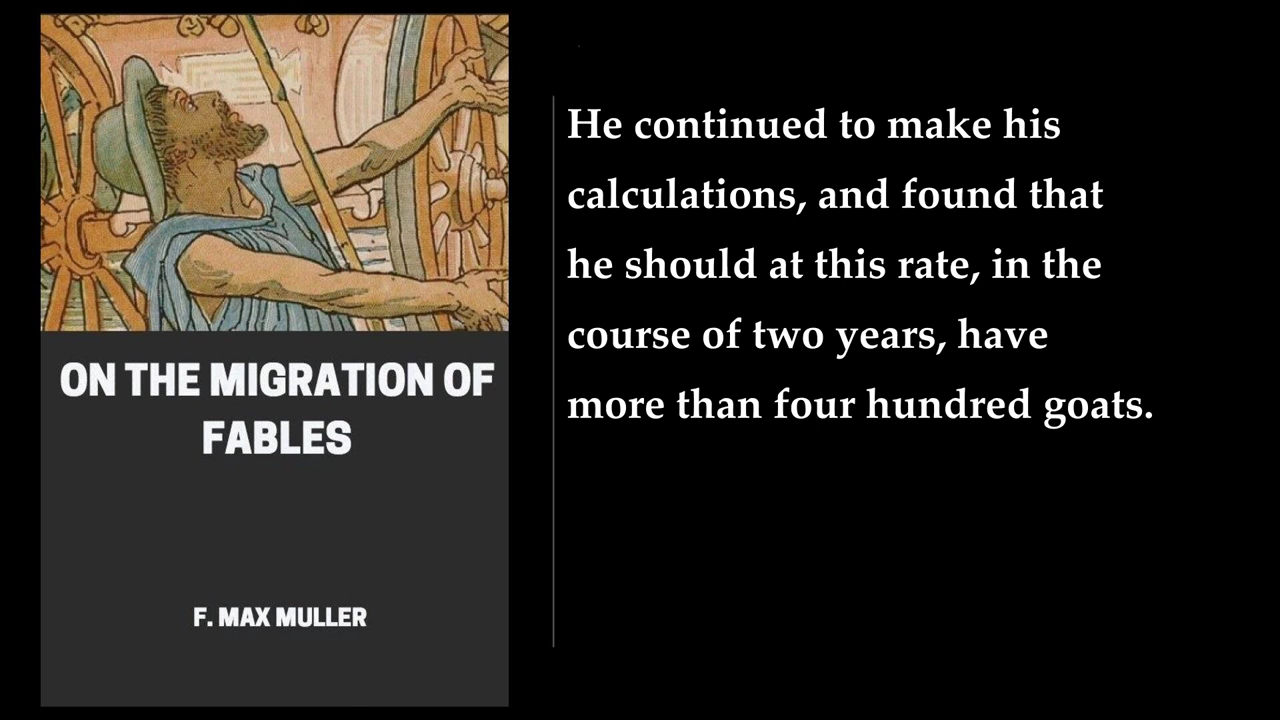 ON THE MIGRATION OF
FABLES
F. MAX MULLER
He continued to make his
calculations, and found that
he should at this rate, in the
course of two years, have
more than four hundred goats.